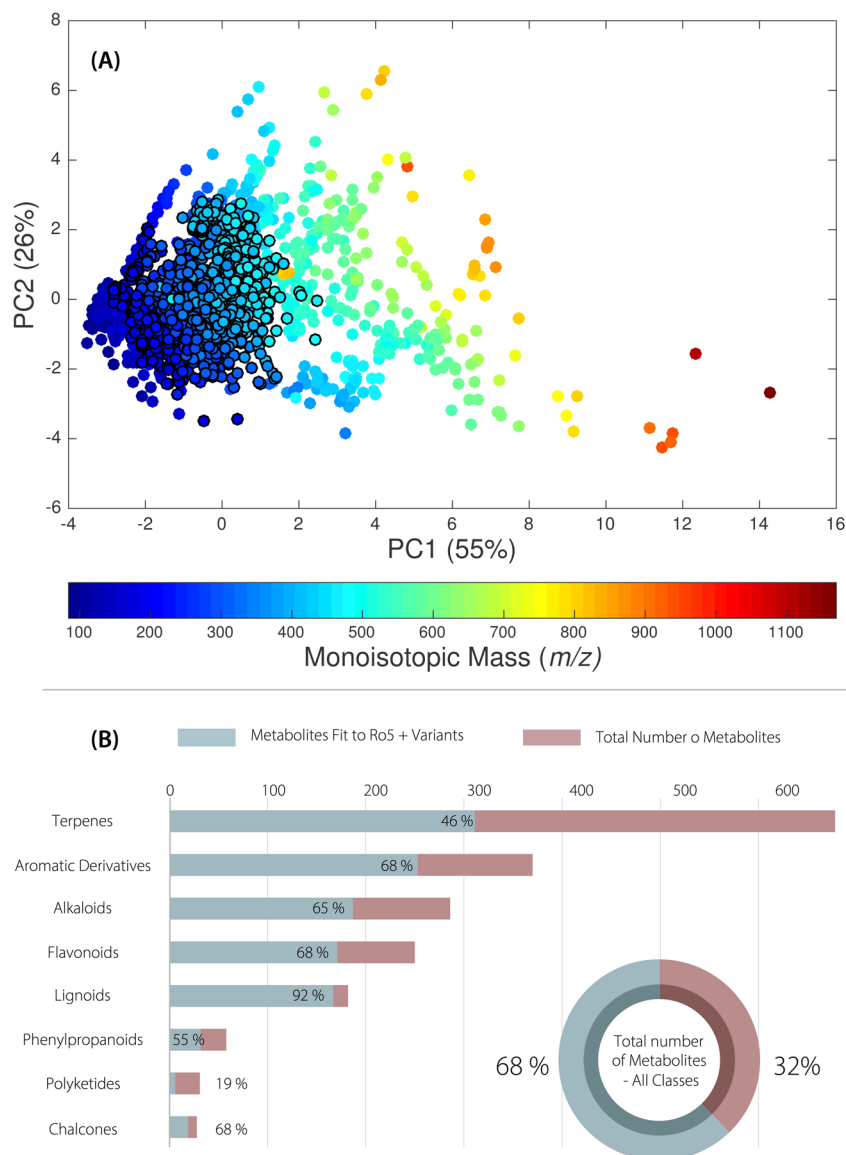 (A)
8
6
4
2
0
-2
-4
-6
PC2 (26%)
-4 -2 0 2 4 6 8 10 12 14 16
PC1 (55%)
100 200 300 400 500 600 700 800 900 1000 1100
Monoisotopic Mass (m/z)
(B)
Metabolites Fit to Ro5 + Variants
Total Number o Metabolites
0 100 200 300 400 500 600
Terpenes 46 %
Aromatic Derivatives 68 %
Alkaloids 65 %
Flavonoids 68 %
Lignoids 92 %
Phenylpropanoids 55 %
Polyketides 19 %
Chalcones 68 %
68 %
Total number
of Metabolites
- All Classes
32%